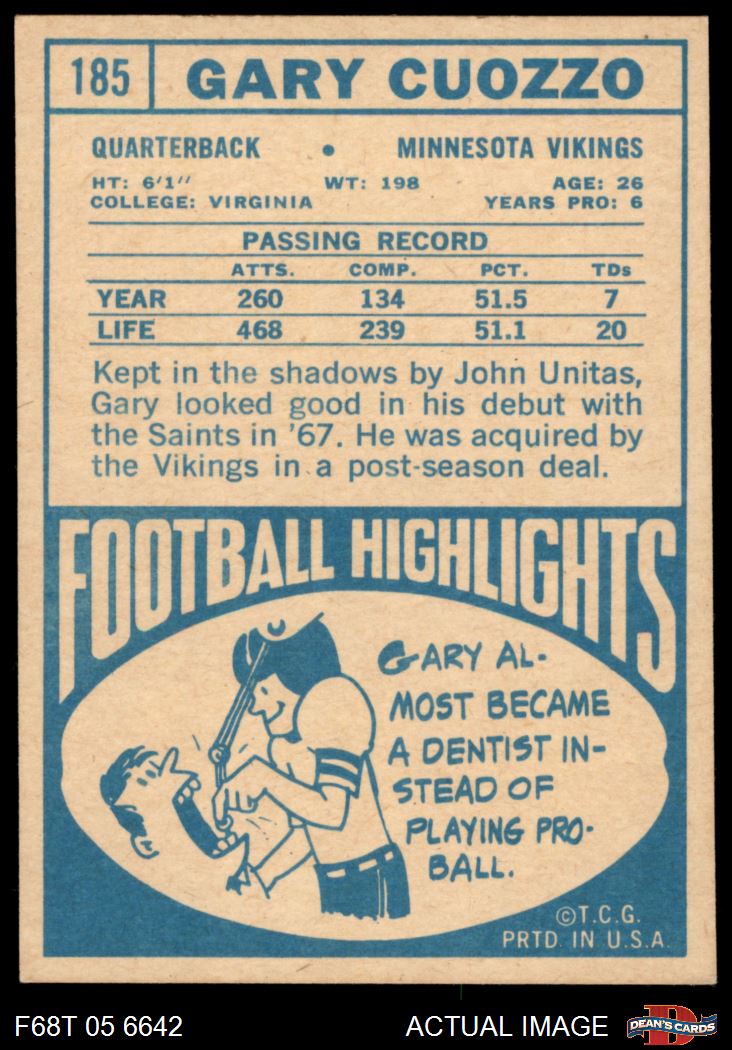 185 GARY CUOZZO
QUARTERBACK • MINNESOTA VIKINGS
HT: 6'1" WT: 198 AGE: 26
COLLEGE: VIRGINIA YEARS PRO: 6
PASSING RECORD
ATTS. COMP. PCT. TDs
YEAR 260 134 51.5 7
LIFE 468 239 51.1 20
Kept in the shadows by John Unitas,
Gary looked good in his debut with
the Saints in '67. He was acquired by
the Vikings in a post-season deal.
FOOTBALL HIGHLIGHTS
GARY AL-
MOST BECAME
A DENTIST IN-
STEAD OF
PLAYING PRO-
BALL.
©T.C.G.
PRTD. IN U.S.A.
F68T 05 6642 ACTUAL IMAGE DEAN'S CARDS